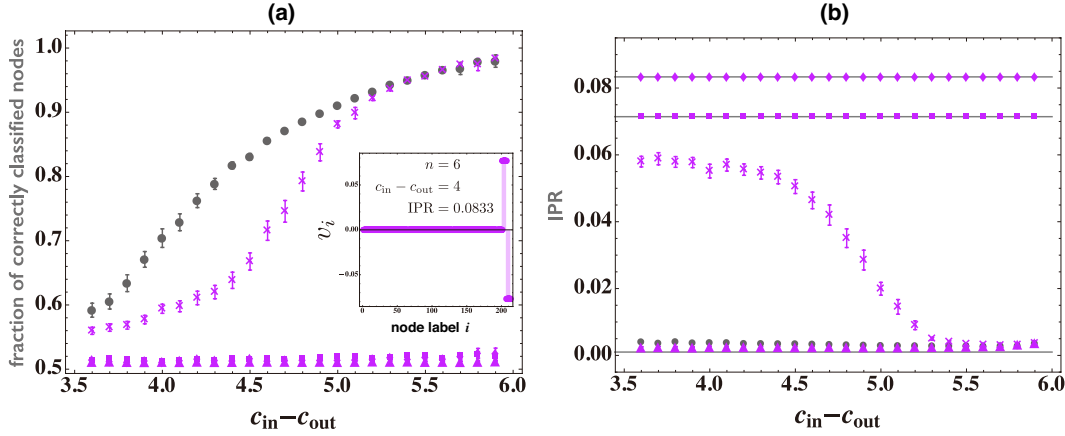 (a)
fraction of correctly classified nodes
1.0
0.9
0.8
0.7
0.6
0.5
3.5
4.0
4.5
5.0
5.5
6.0
c_in−c_out
n = 6
c_in − c_out = 4
IPR = 0.0833
v_i
0.05
0.00
-0.05
0
50
100
150
200
node label i
(b)
IPR
0.08
0.06
0.04
0.02
0.00
3.5
4.0
4.5
5.0
5.5
6.0
c_in−c_out